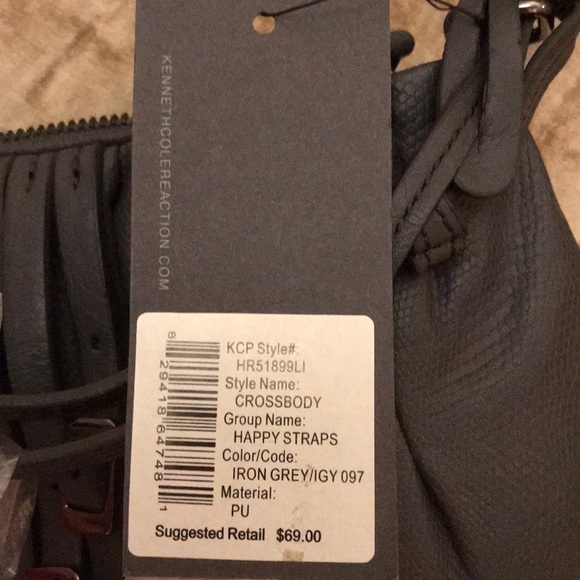 KENNETHCOLEREACTION.COM
KCP Style#:
HR51899LI
Style Name:
CROSSBODY
Group Name:
HAPPY STRAPS
Color/Code:
IRON GREY/IGY 097
Material:
PU
Suggested Retail $69.00
8 29418 64748 1